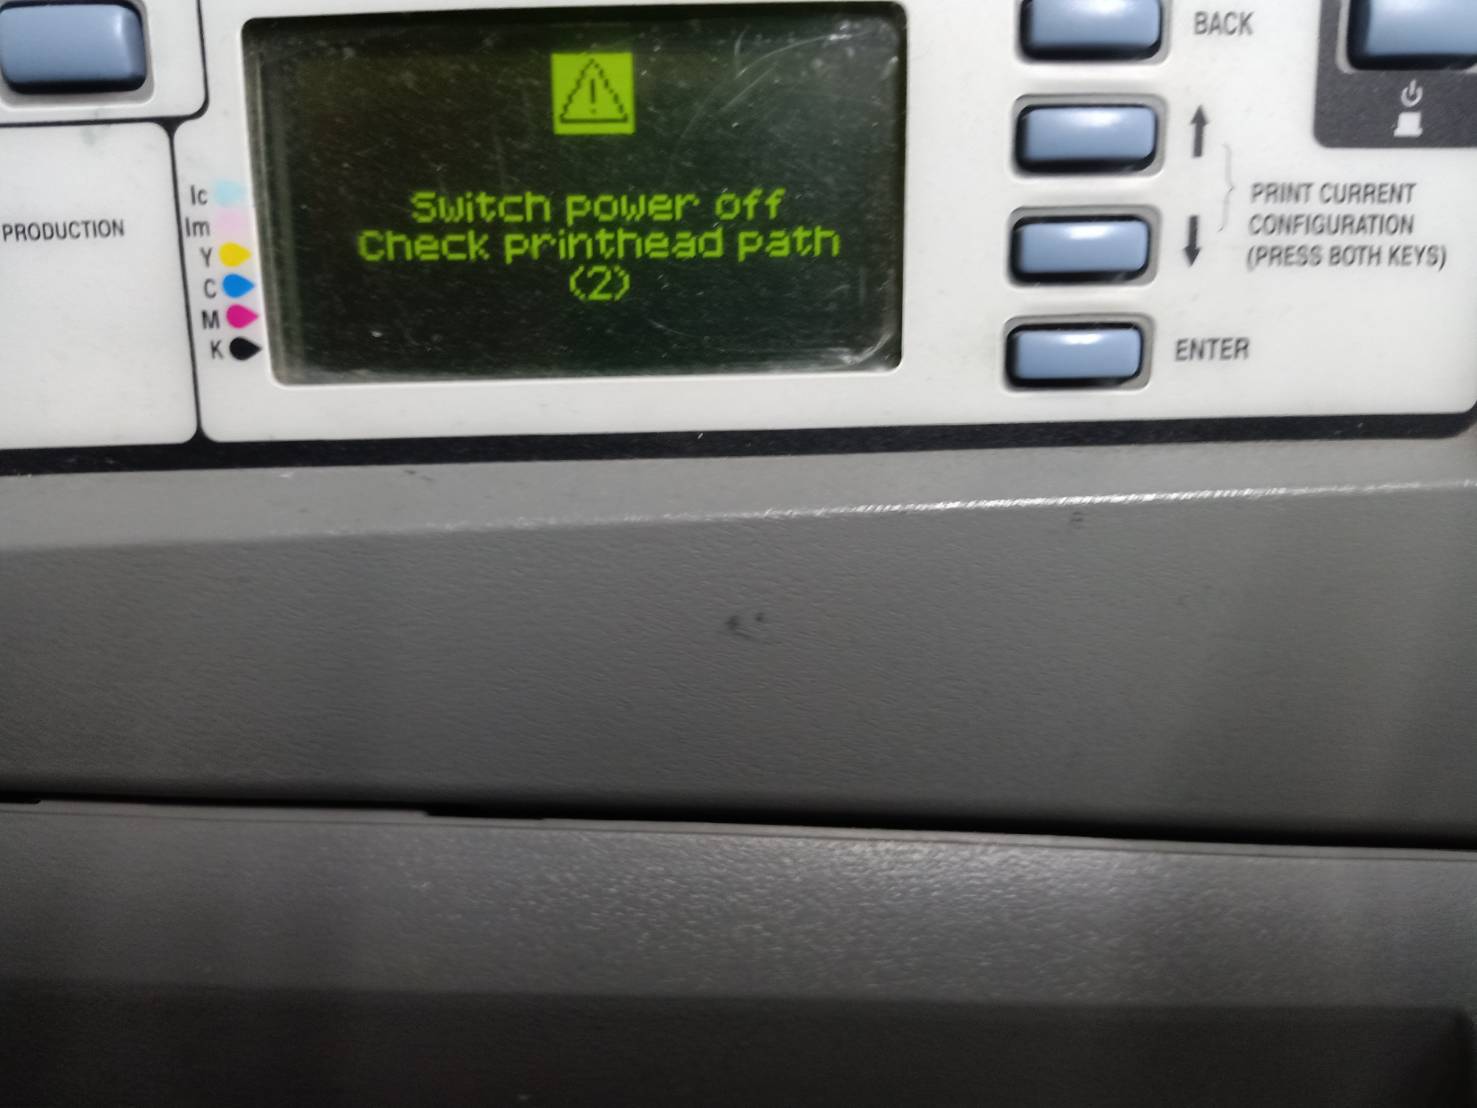 PRODUCTION
lc
lm
Y
C
M
K
Switch power off
Check printhead path
(2)
BACK
PRINT CURRENT
CONFIGURATION
(PRESS BOTH KEYS)
ENTER